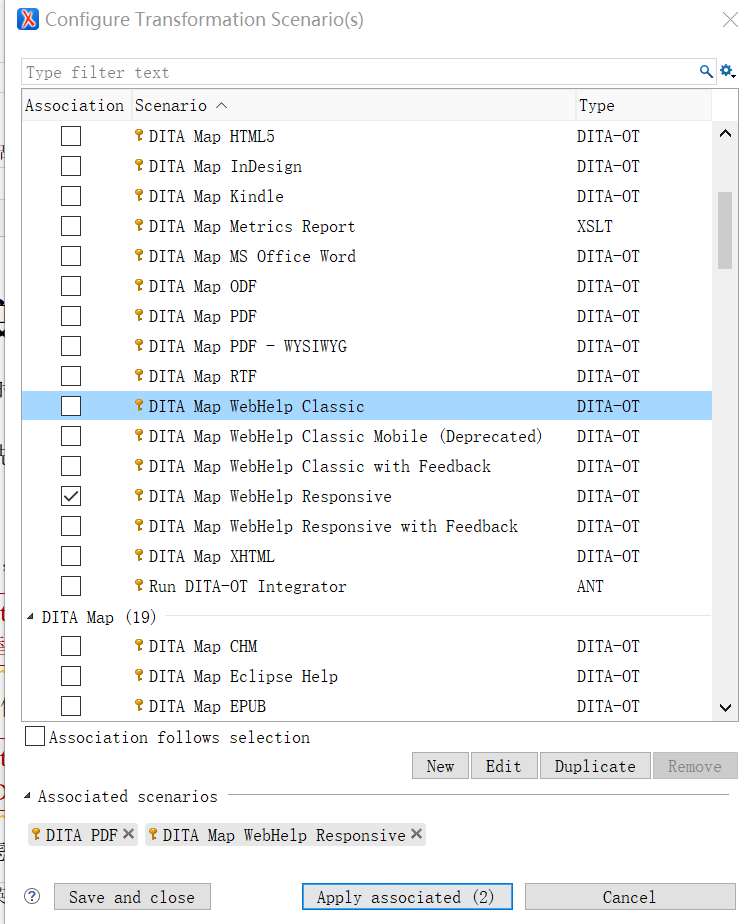 Configure Transformation Scenario(s)
Type filter text
Association Scenario Type
DITA Map HTML5 DITA-OT
DITA Map InDesign DITA-OT
DITA Map Kindle DITA-OT
DITA Map Metrics Report XSLT
DITA Map MS Office Word DITA-OT
DITA Map ODF DITA-OT
DITA Map PDF DITA-OT
DITA Map PDF - WYSIWYG DITA-OT
DITA Map RTF DITA-OT
DITA Map WebHelp Classic DITA-OT
DITA Map WebHelp Classic Mobile (Deprecated) DITA-OT
DITA Map WebHelp Classic with Feedback DITA-OT
DITA Map WebHelp Responsive DITA-OT
DITA Map WebHelp Responsive with Feedback DITA-OT
DITA Map XHTML DITA-OT
Run DITA-OT Integrator ANT
DITA Map (19)
DITA Map CHM DITA-OT
DITA Map Eclipse Help DITA-OT
DITA Map EPUB DITA-OT
Association follows selection
New Edit Duplicate Remove
Associated scenarios
DITA PDF DITA Map WebHelp Responsive
? Save and close Apply associated (2) Cancel